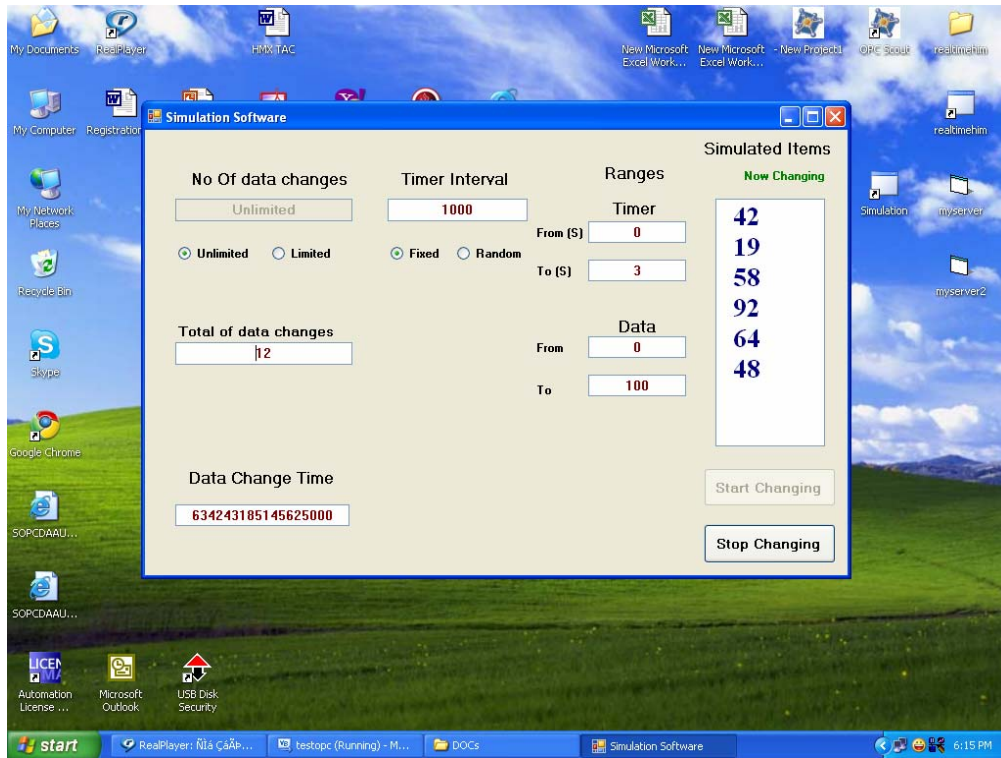 My Documents
RealPlayer
HMX TAC
New Microsoft
Excel Work...
New Microsoft
Excel Work...
- New Project1
OPC Scout
realtimehim
My Computer
Registration
realtimehim
My Network
Places
Simulation
myserver
Recycle Bin
myserver2
Skype
Google Chrome
SOPCDAAU...
SOPCDAAU...
LICEN
Automation
License ...
Microsoft
Outlook
USB Disk
Security
Simulation Software
No Of data changes
Unlimited
Unlimited
Limited
Timer Interval
1000
Fixed
Random
Ranges
Timer
From (S)
0
To (S)
3
Total of data changes
12
Data
From
0
To
100
Data Change Time
634243185145625000
Simulated Items
Now Changing
42
19
58
92
64
48
Start Changing
Stop Changing
start
RealPlayer: ÑÌá ÇáÃÞ...
testopc (Running) - M...
DOCs
Simulation Software
6:15 PM